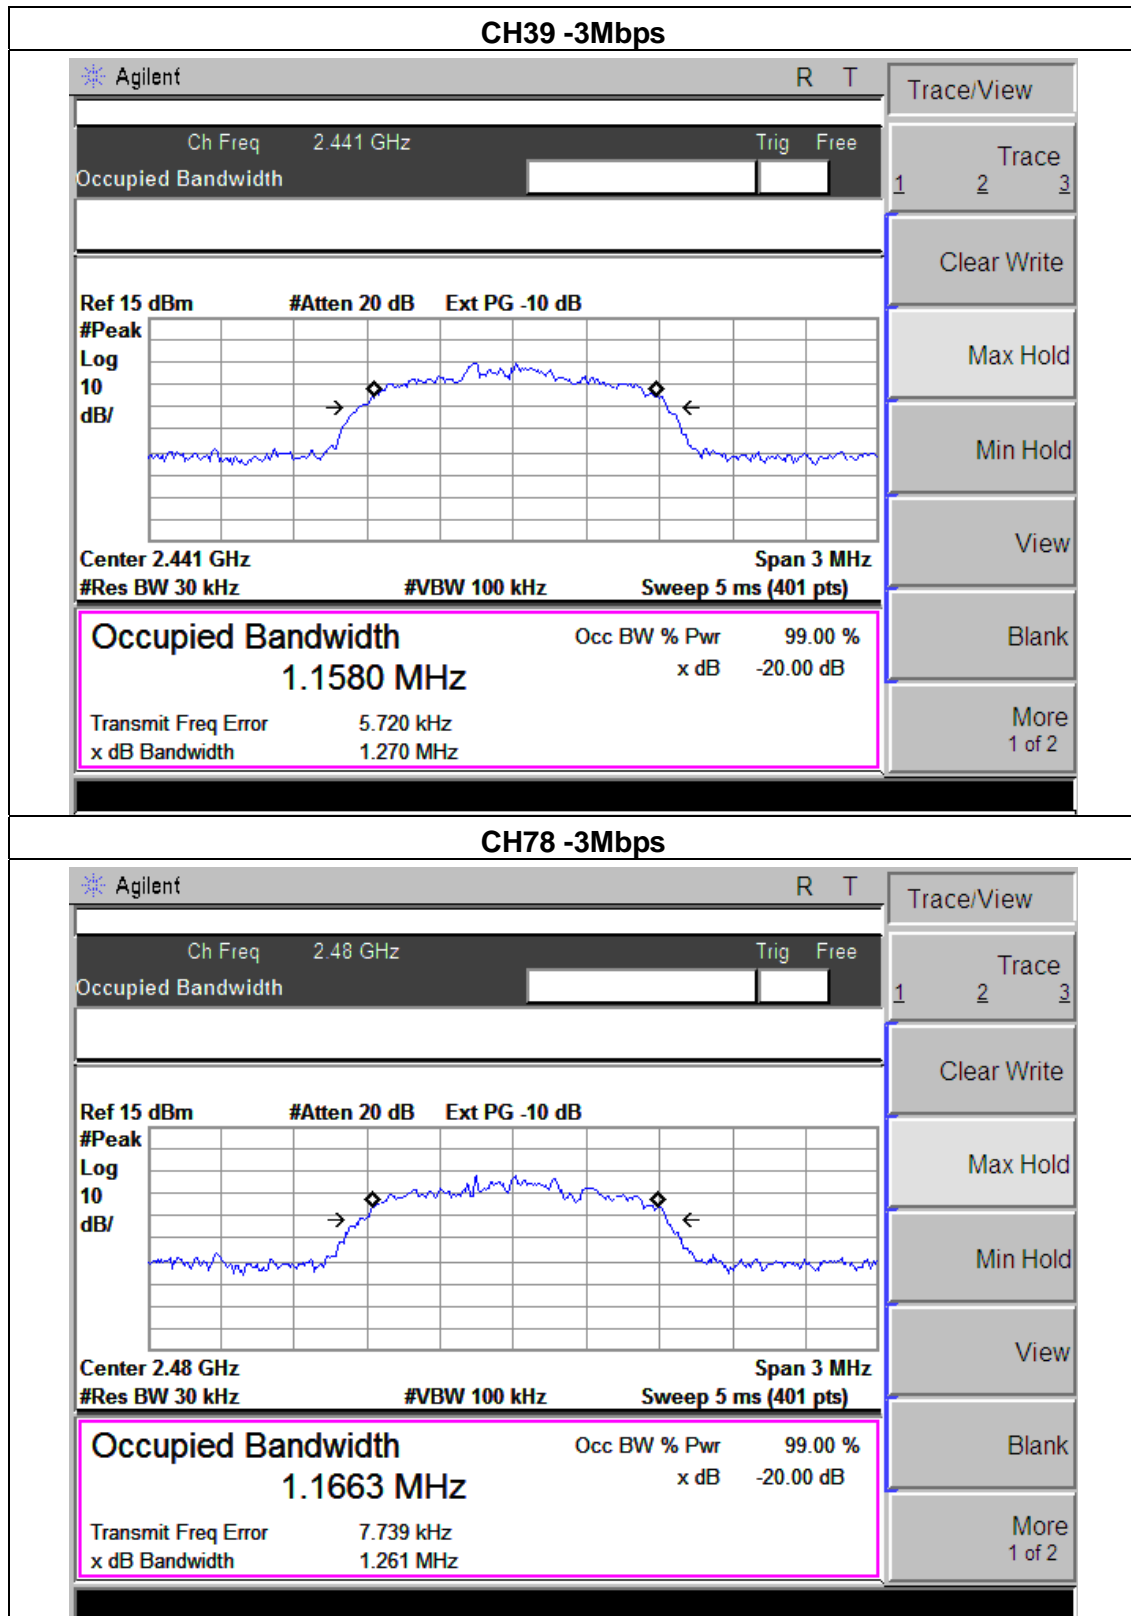 CH39 -3Mbps
Agilent R T
Trace/View
Ch Freq 2.441 GHz Trig Free
Occupied Bandwidth
Trace
1 2 3
Clear Write
Max Hold
Min Hold
View
Blank
More
1 of 2
Ref 15 dBm #Atten 20 dB Ext PG -10 dB
#Peak
Log
10
dB/
Center 2.441 GHz Span 3 MHz
#Res BW 30 kHz #VBW 100 kHz Sweep 5 ms (401 pts)
Occupied Bandwidth Occ BW % Pwr 99.00 %
1.1580 MHz x dB -20.00 dB
Transmit Freq Error 5.720 kHz
x dB Bandwidth 1.270 MHz
CH78 -3Mbps
Agilent R T
Trace/View
Ch Freq 2.48 GHz Trig Free
Occupied Bandwidth
Trace
1 2 3
Clear Write
Max Hold
Min Hold
View
Blank
More
1 of 2
Ref 15 dBm #Atten 20 dB Ext PG -10 dB
#Peak
Log
10
dB/
Center 2.48 GHz Span 3 MHz
#Res BW 30 kHz #VBW 100 kHz Sweep 5 ms (401 pts)
Occupied Bandwidth Occ BW % Pwr 99.00 %
1.1663 MHz x dB -20.00 dB
Transmit Freq Error 7.739 kHz
x dB Bandwidth 1.261 MHz